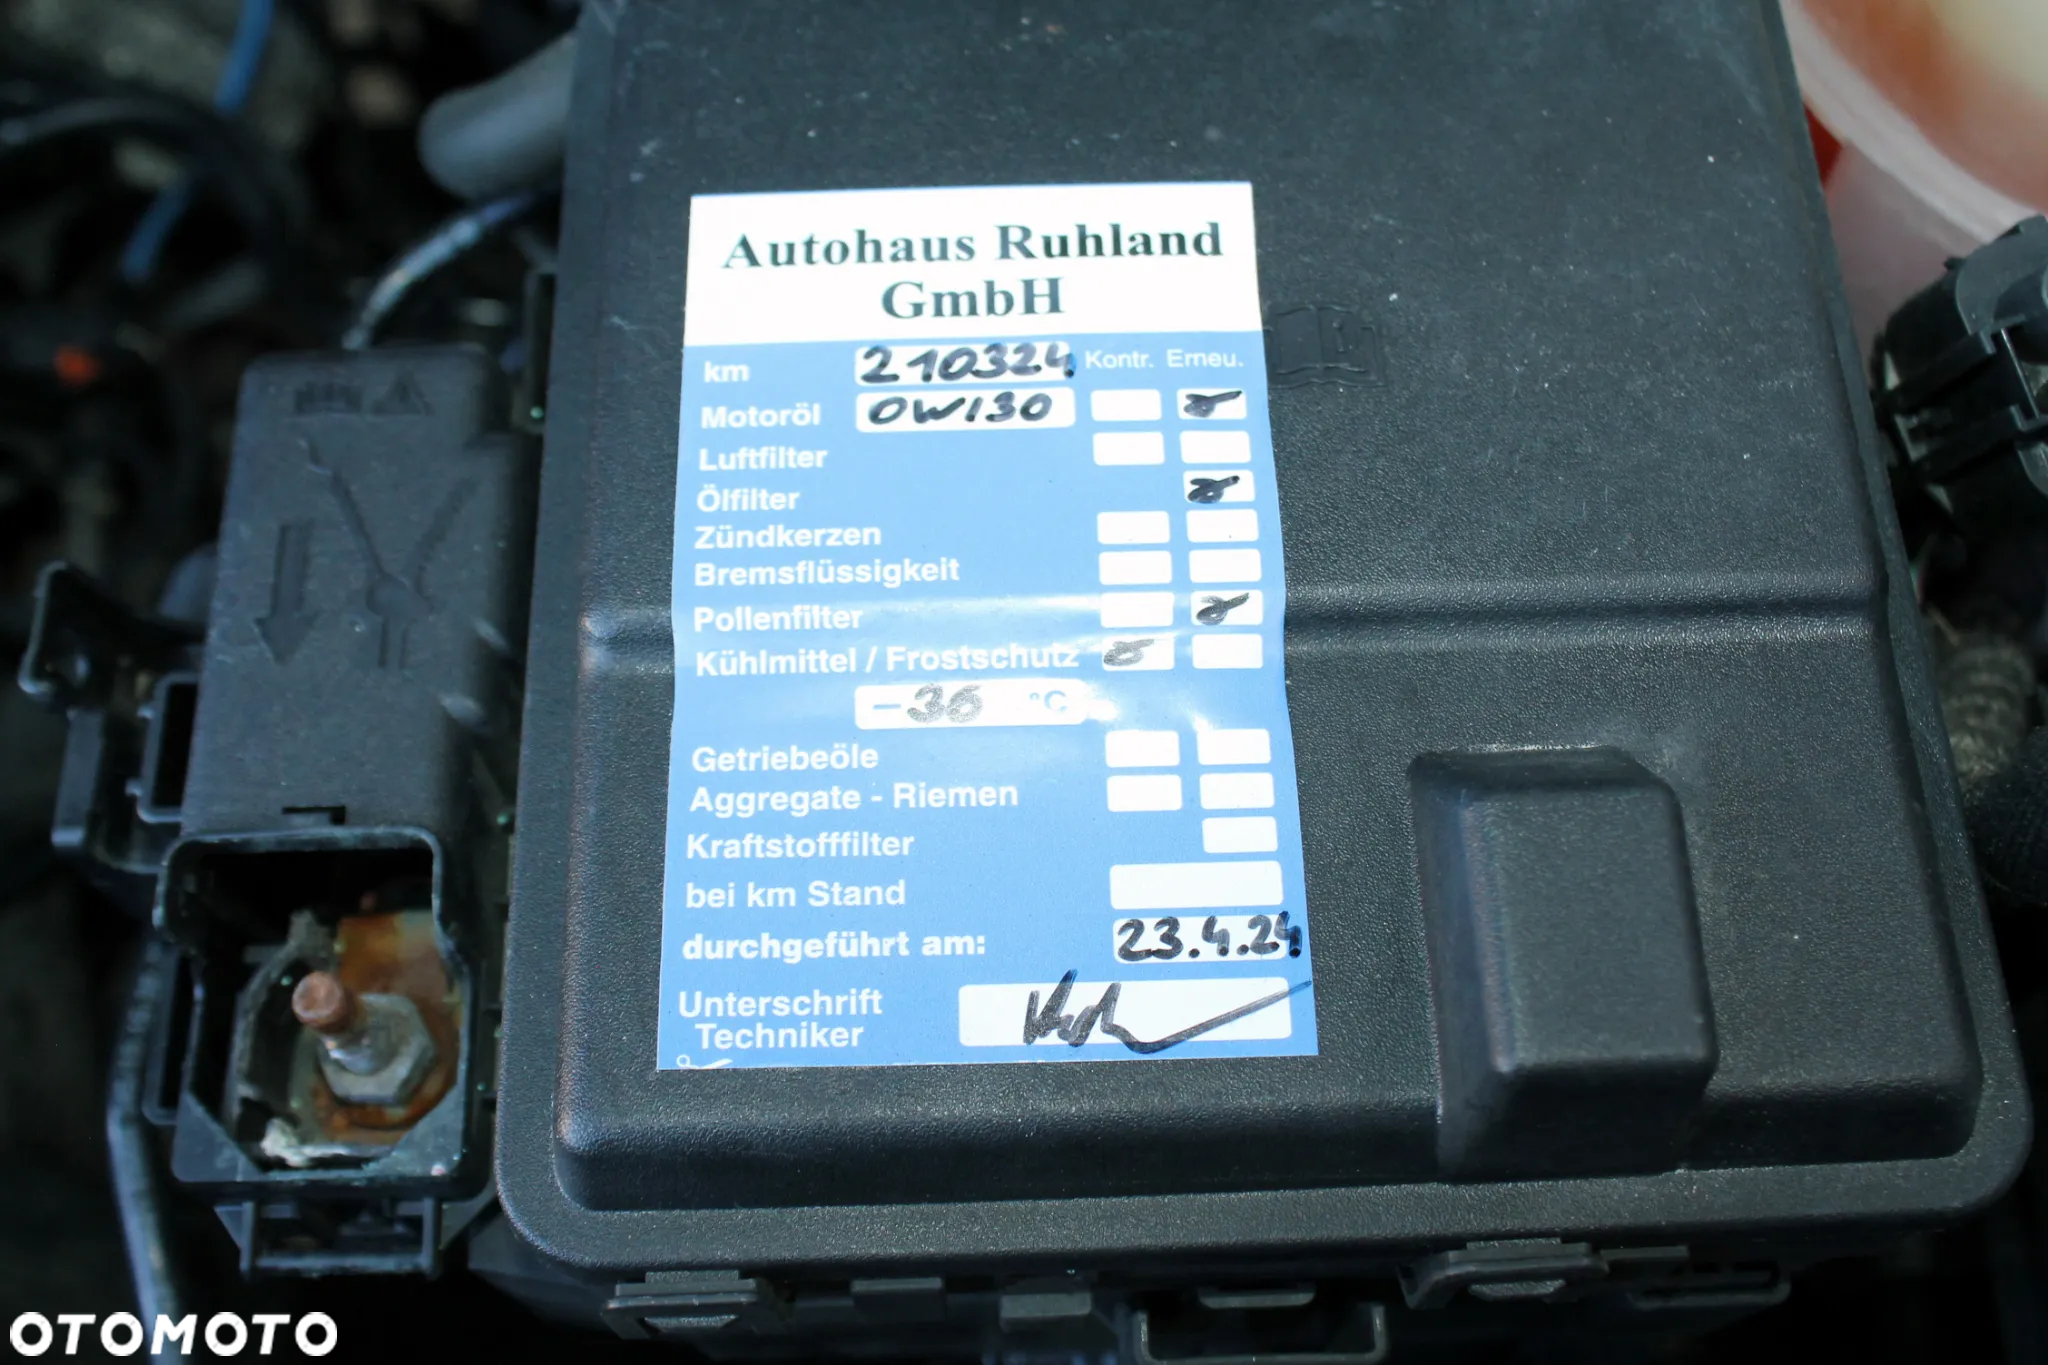 Autohaus Ruhland
GmbH
km 210324 Kontr. Erneu.
Motoröl 0W130
Luftfilter
Ölfilter
Zündkerzen
Bremsflüssigkeit
Pollenfilter
Kühlmittel / Frostschutz
-36 °C
Getriebeöle
Aggregate - Riemen
Kraftstofffilter
bei km Stand
durchgeführt am: 23.4.24
Unterschrift
Techniker
OTOMOTO